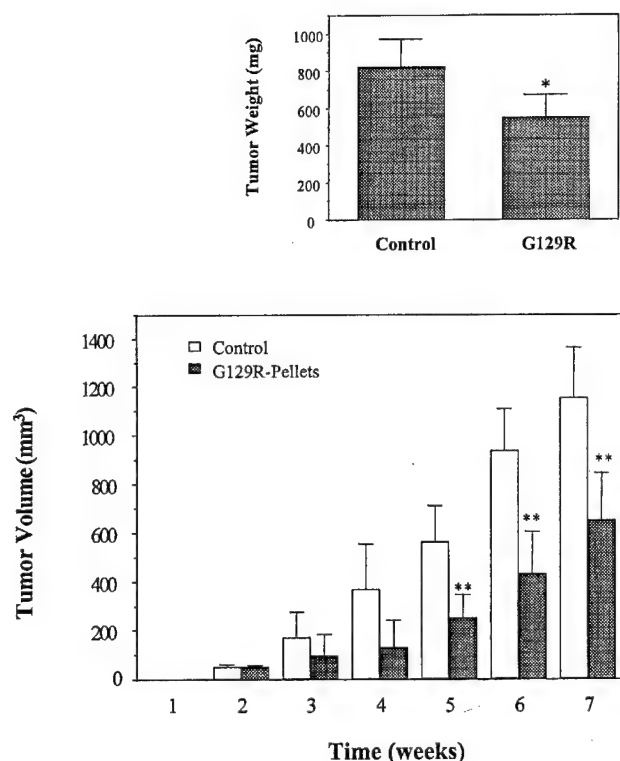 Tumor Weight (mg)
1000
800
600
400
200
0
*
Control
G129R
Tumor Volume (mm³)
1400
1200
1000
800
600
400
200
0
Control
G129R-Pellets
**
**
**
1 2 3 4 5 6 7
Time (weeks)